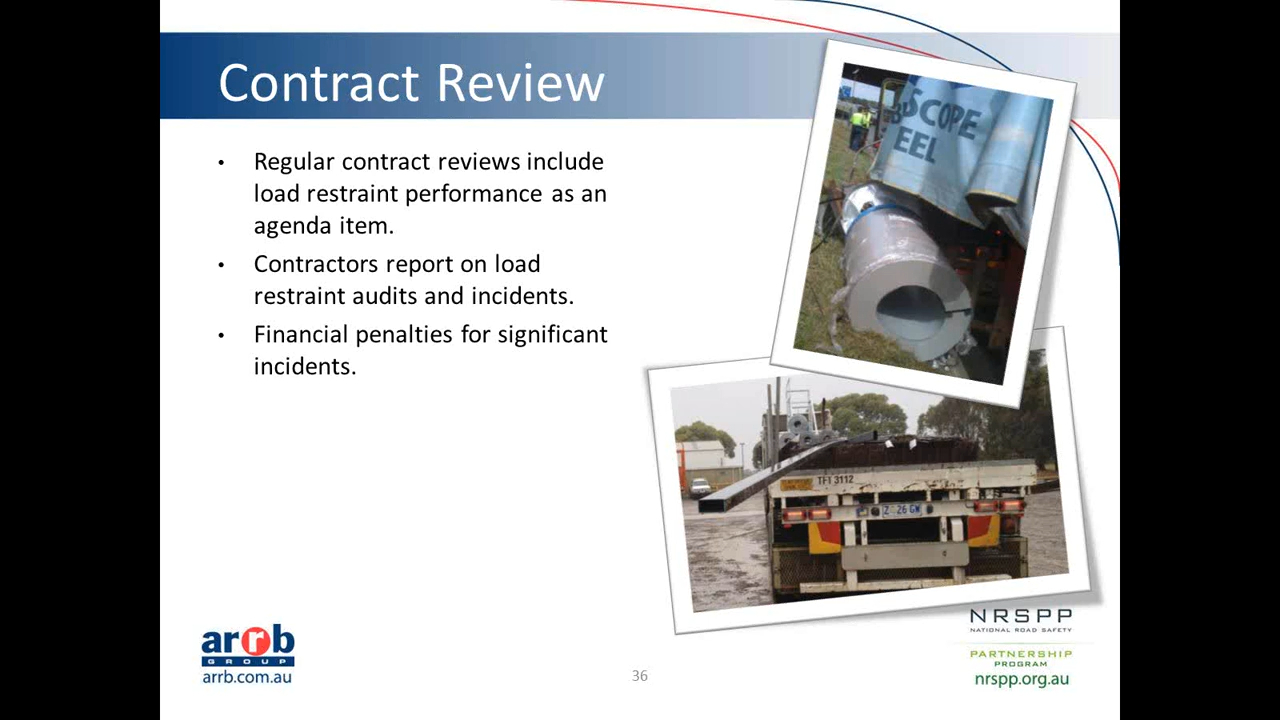 Contract Review
• Regular contract reviews include
load restraint performance as an
agenda item.
• Contractors report on load
restraint audits and incidents.
• Financial penalties for significant
incidents.
SCOPE
EEL
TFT 3112
arrb
GROUP
arrb.com.au
36
NRSPP
NATIONAL ROAD SAFETY
PARTNERSHIP
PROGRAM
nrspp.org.au